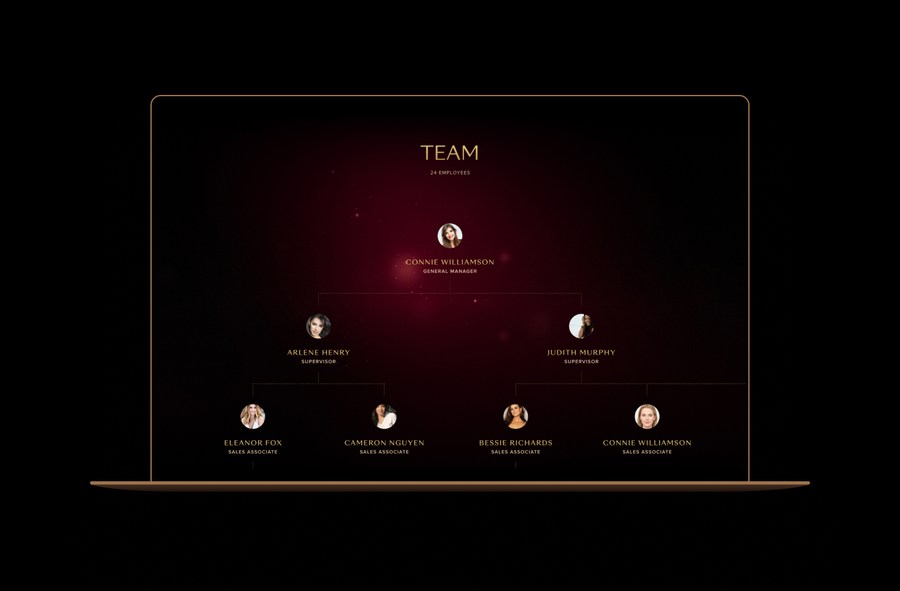 TEAM
24 EMPLOYEES
CONNIE WILLIAMSON
GENERAL MANAGER
ARLENE HENRY
SUPERVISOR
JUDITH MURPHY
SUPERVISOR
ELEANOR FOX
SALES ASSOCIATE
CAMERON NGUYEN
SALES ASSOCIATE
BESSIE RICHARDS
SALES ASSOCIATE
CONNIE WILLIAMSON
SALES ASSOCIATE